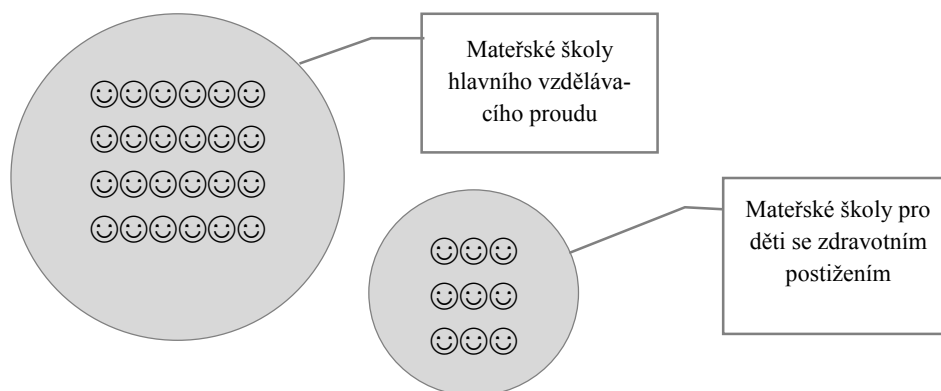 Mateřské školy
hlavního vzděláva-
cího proudu
Mateřské školy pro
děti se zdravotním
postižením